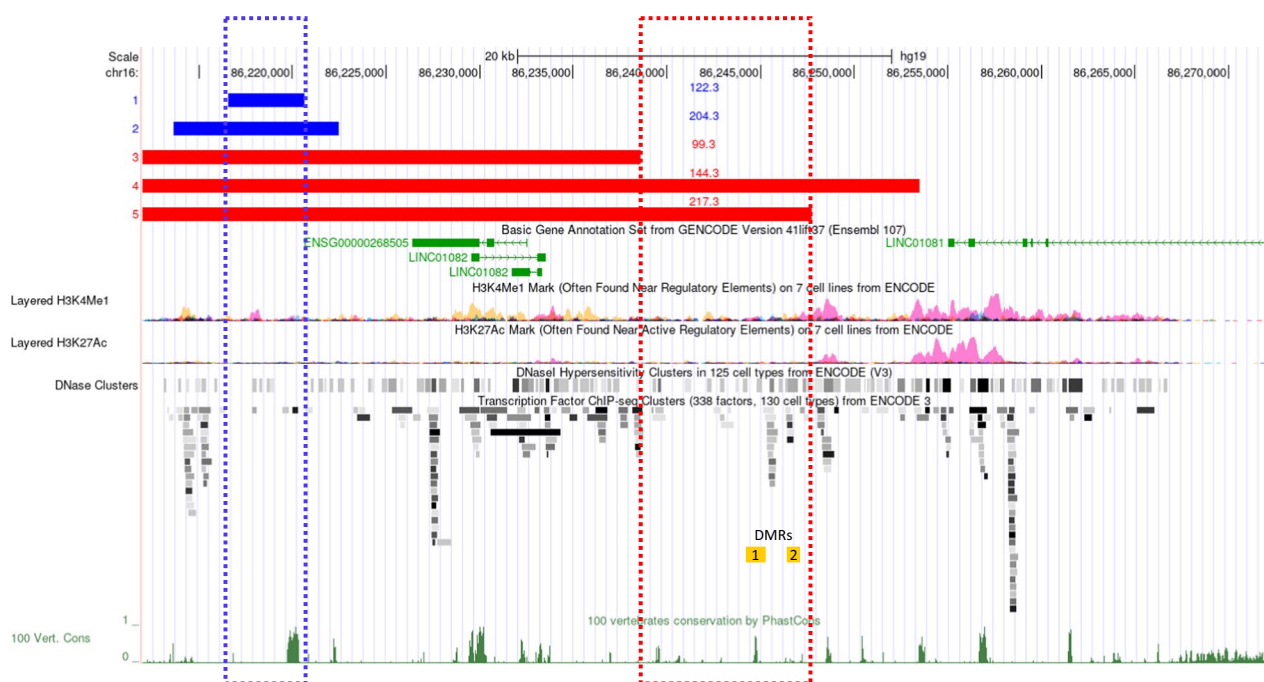 Scale 20 kb hg19
chr16: 86,220,000 86,225,000 86,230,000 86,235,000 86,240,000 86,245,000 86,250,000 86,255,000 86,260,000 86,265,000 86,270,000
1 122.3
2 204.3
3 99.3
4 144.3
5 217.3
Basic Gene Annotation Set from GENCODE Version 41lift37 (Ensembl 107)
ENSG00000268505 LINC01081
LINC01082
LINC01082
H3K4Me1 Mark (Often Found Near Regulatory Elements) on 7 cell lines from ENCODE
Layered H3K4Me1
H3K27Ac Mark (Often Found Near Active Regulatory Elements) on 7 cell lines from ENCODE
Layered H3K27Ac
DNaseI Hypersensitivity Clusters in 125 cell types from ENCODE (V3)
DNase Clusters
Transcription Factor ChIP-seq Clusters (338 factors, 130 cell types) from ENCODE 3
DMRs
1 2
100 vertebrates conservation by PhastCons
1
100 Vert. Cons
0